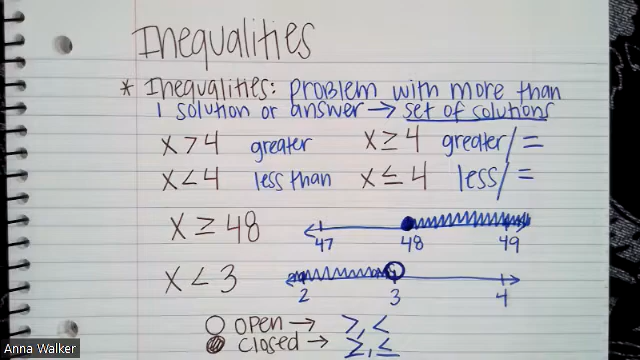 Inequalities
* Inequalities: problem with more than
1 solution or answer → set of solutions
x > 4 greater x ≥ 4 greater/=
x < 4 less than x ≤ 4 less/=
x ≥ 48 47 48 49
x < 3 2 3 4
○ open → >, <
● closed → ≥, ≤
Anna Walker